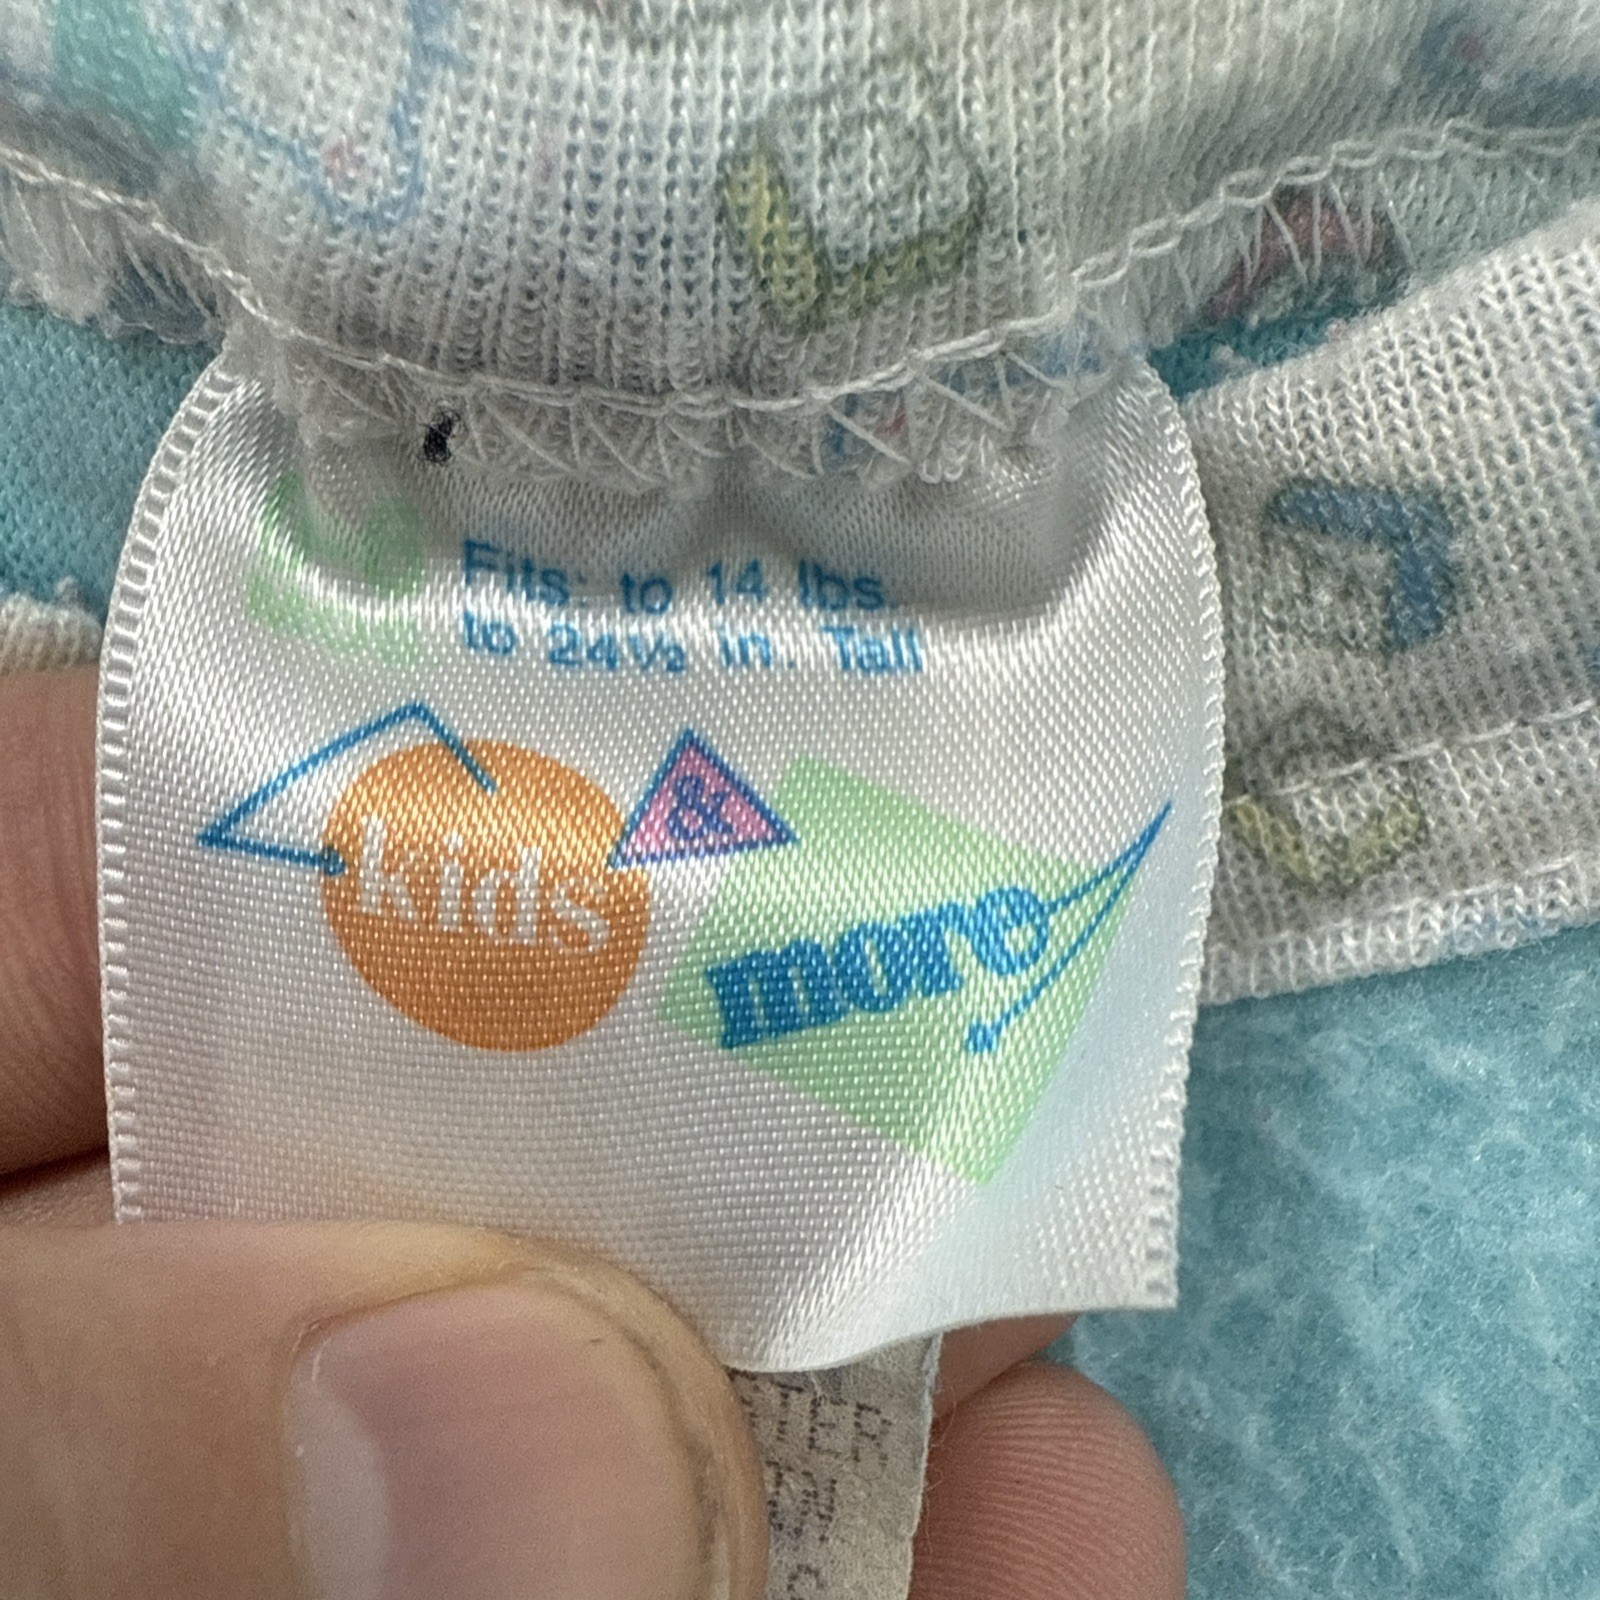 Fits: to 14 lbs.
to 24½ in. Tall
kids
&
more